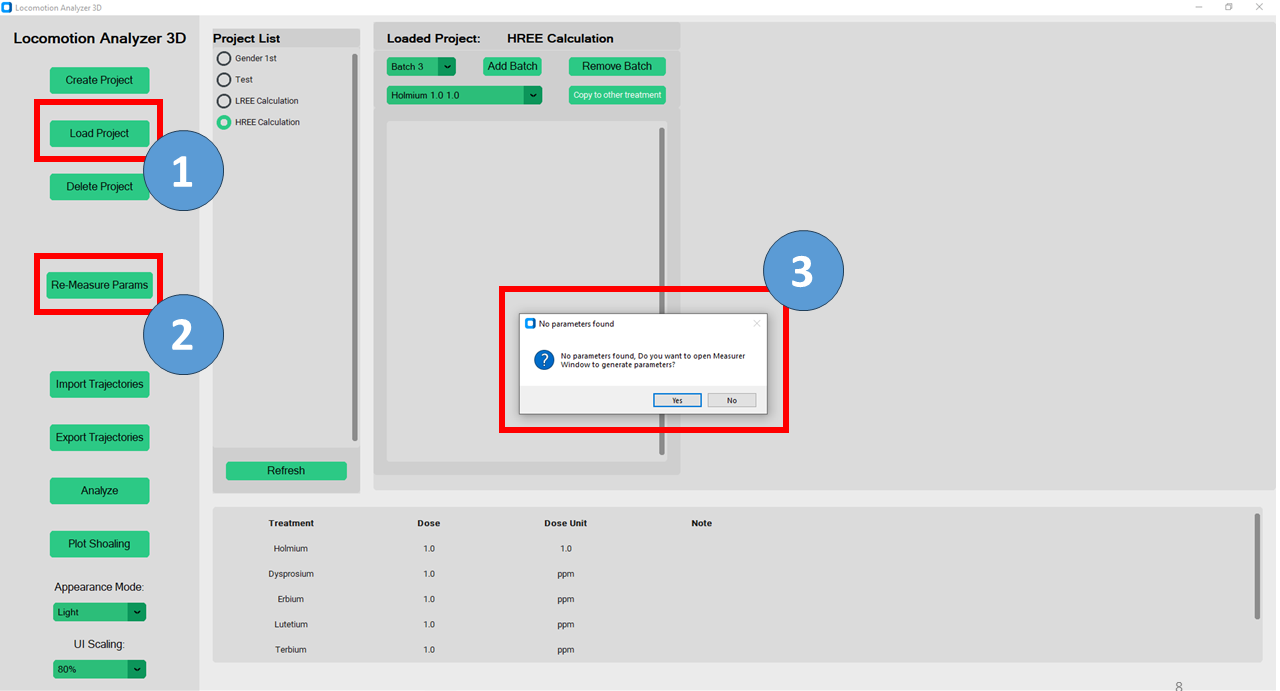 Locomotion Analyzer 3D
Locomotion Analyzer 3D
Create Project
Load Project
1
Delete Project
Re-Measure Params
2
Import Trajectories
Export Trajectories
Analyze
Plot Shoaling
Appearance Mode:
Light
UI Scaling:
80%
Project List
Gender 1st
Test
LREE Calculation
HREE Calculation
Refresh
Loaded Project: HREE Calculation
Batch 3 Add Batch Remove Batch
Holmium 1.0 1.0 Copy to other treatment
3
No parameters found
?
No parameters found, Do you want to open Measurer
Window to generate parameters?
Yes No
Treatment Dose Dose Unit Note
Holmium 1.0 1.0
Dysprosium 1.0 ppm
Erbium 1.0 ppm
Lutetium 1.0 ppm
Terbium 1.0 ppm
8